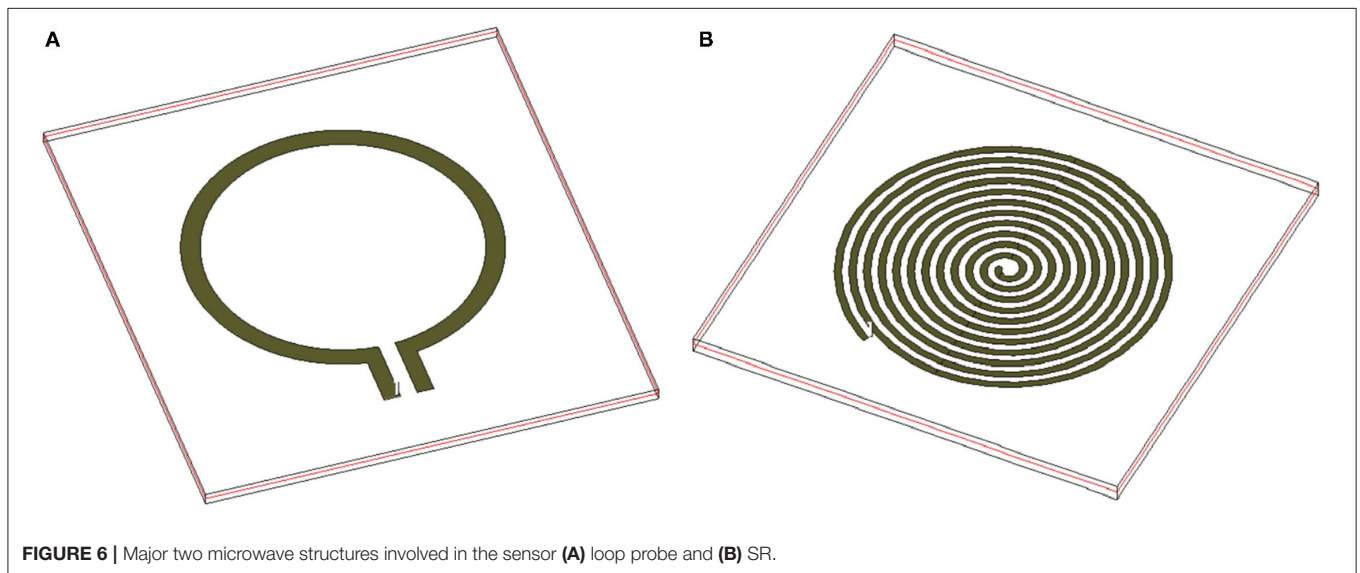 A
B
FIGURE 6 | Major two microwave structures involved in the sensor (A) loop probe and (B) SR.